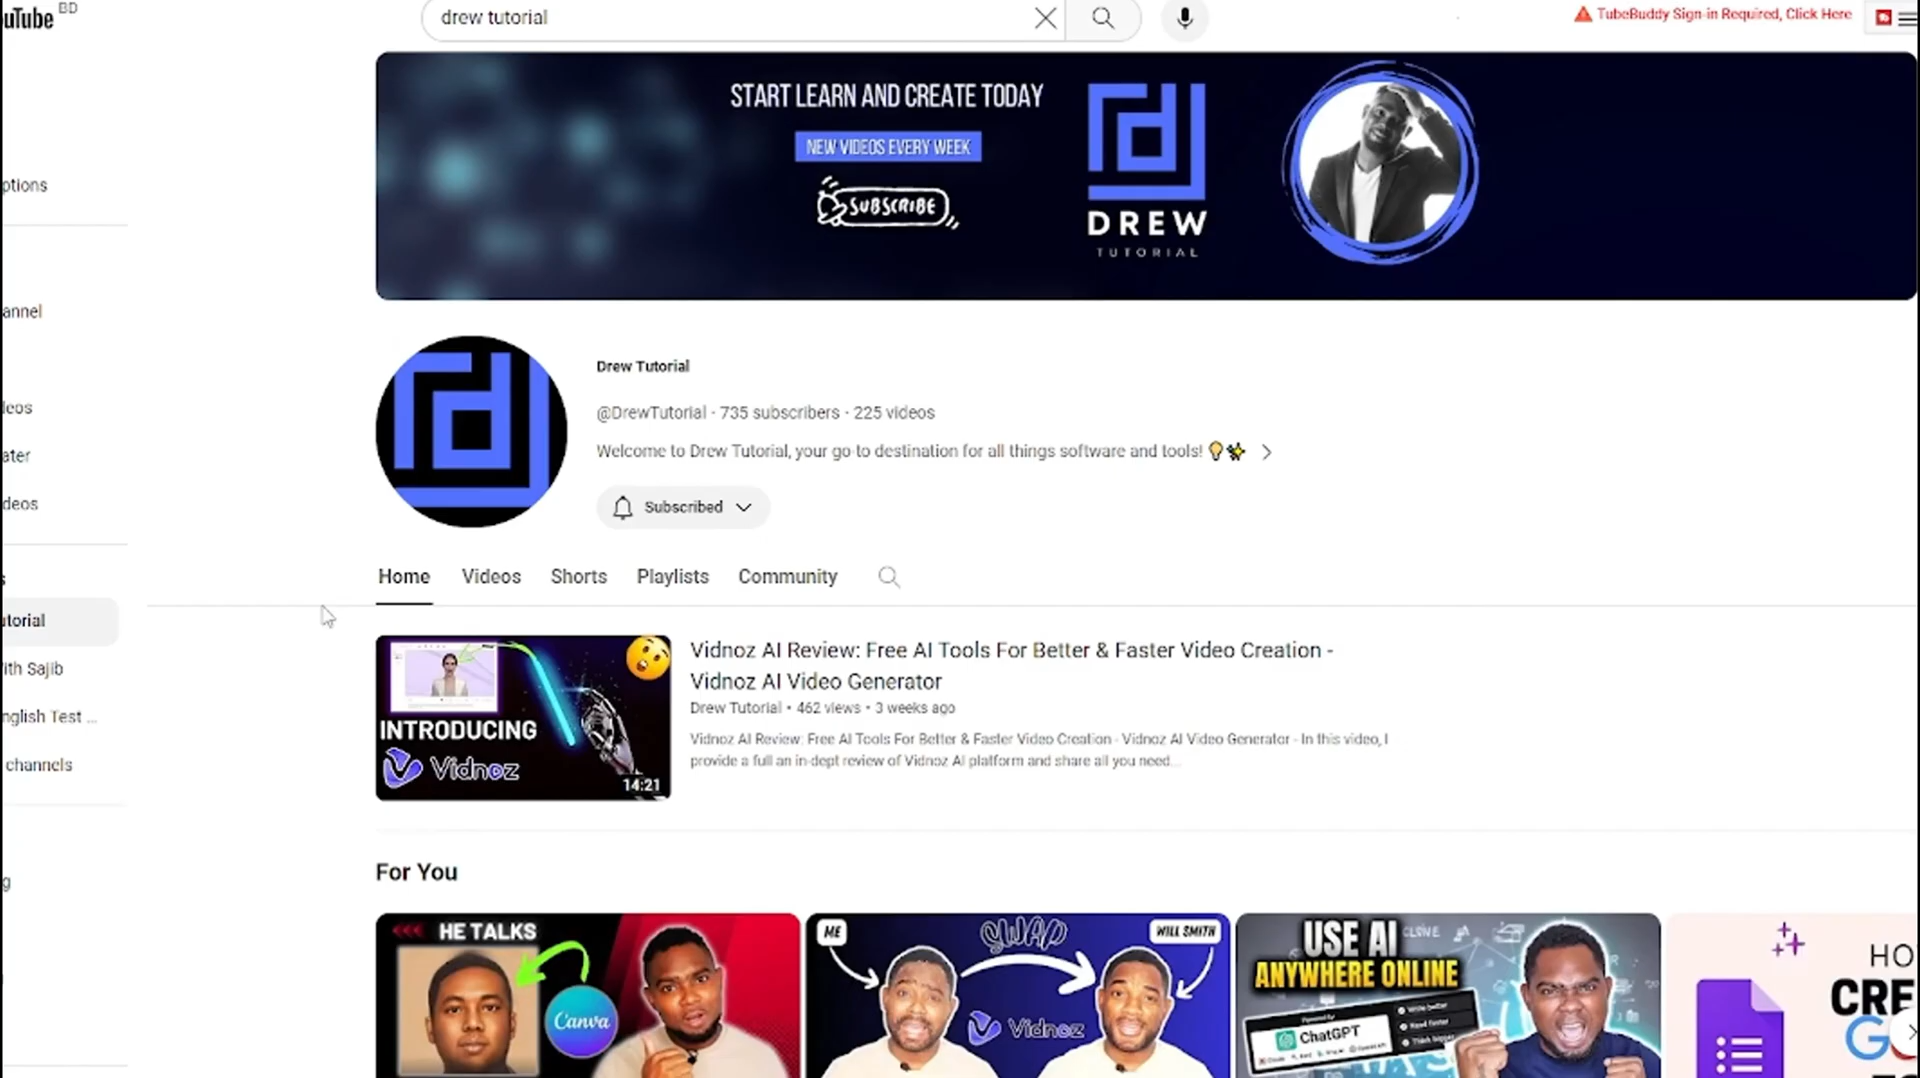 ouTube BD
drew tutorial
TubeBuddy Sign-in Required, Click Here
START LEARN AND CREATE TODAY
NEW VIDEOS EVERY WEEK
SUBSCRIBE
DREW
TUTORIAL
ptions
annel
leos
ater
deos
s
utorial
ith Sajib
nglish Test ...
channels
g
Drew Tutorial
@DrewTutorial · 735 subscribers · 225 videos
Welcome to Drew Tutorial, your go-to destination for all things software and tools!
Subscribed
Home Videos Shorts Playlists Community
INTRODUCING
Vidnoz
14:21
Vidnoz AI Review: Free AI Tools For Better & Faster Video Creation -
Vidnoz AI Video Generator
Drew Tutorial • 462 views • 3 weeks ago
Vidnoz AI Review: Free AI Tools For Better & Faster Video Creation - Vidnoz AI Video Generator - In this video, I
provide a full an in-dept review of Vidnoz AI platform and share all you need...
For You
HE TALKS
Canva
ME
SWAP
WILL SMITH
Vidnoz
USE AI
ANYWHERE ONLINE
ChatGPT
HO
CRE